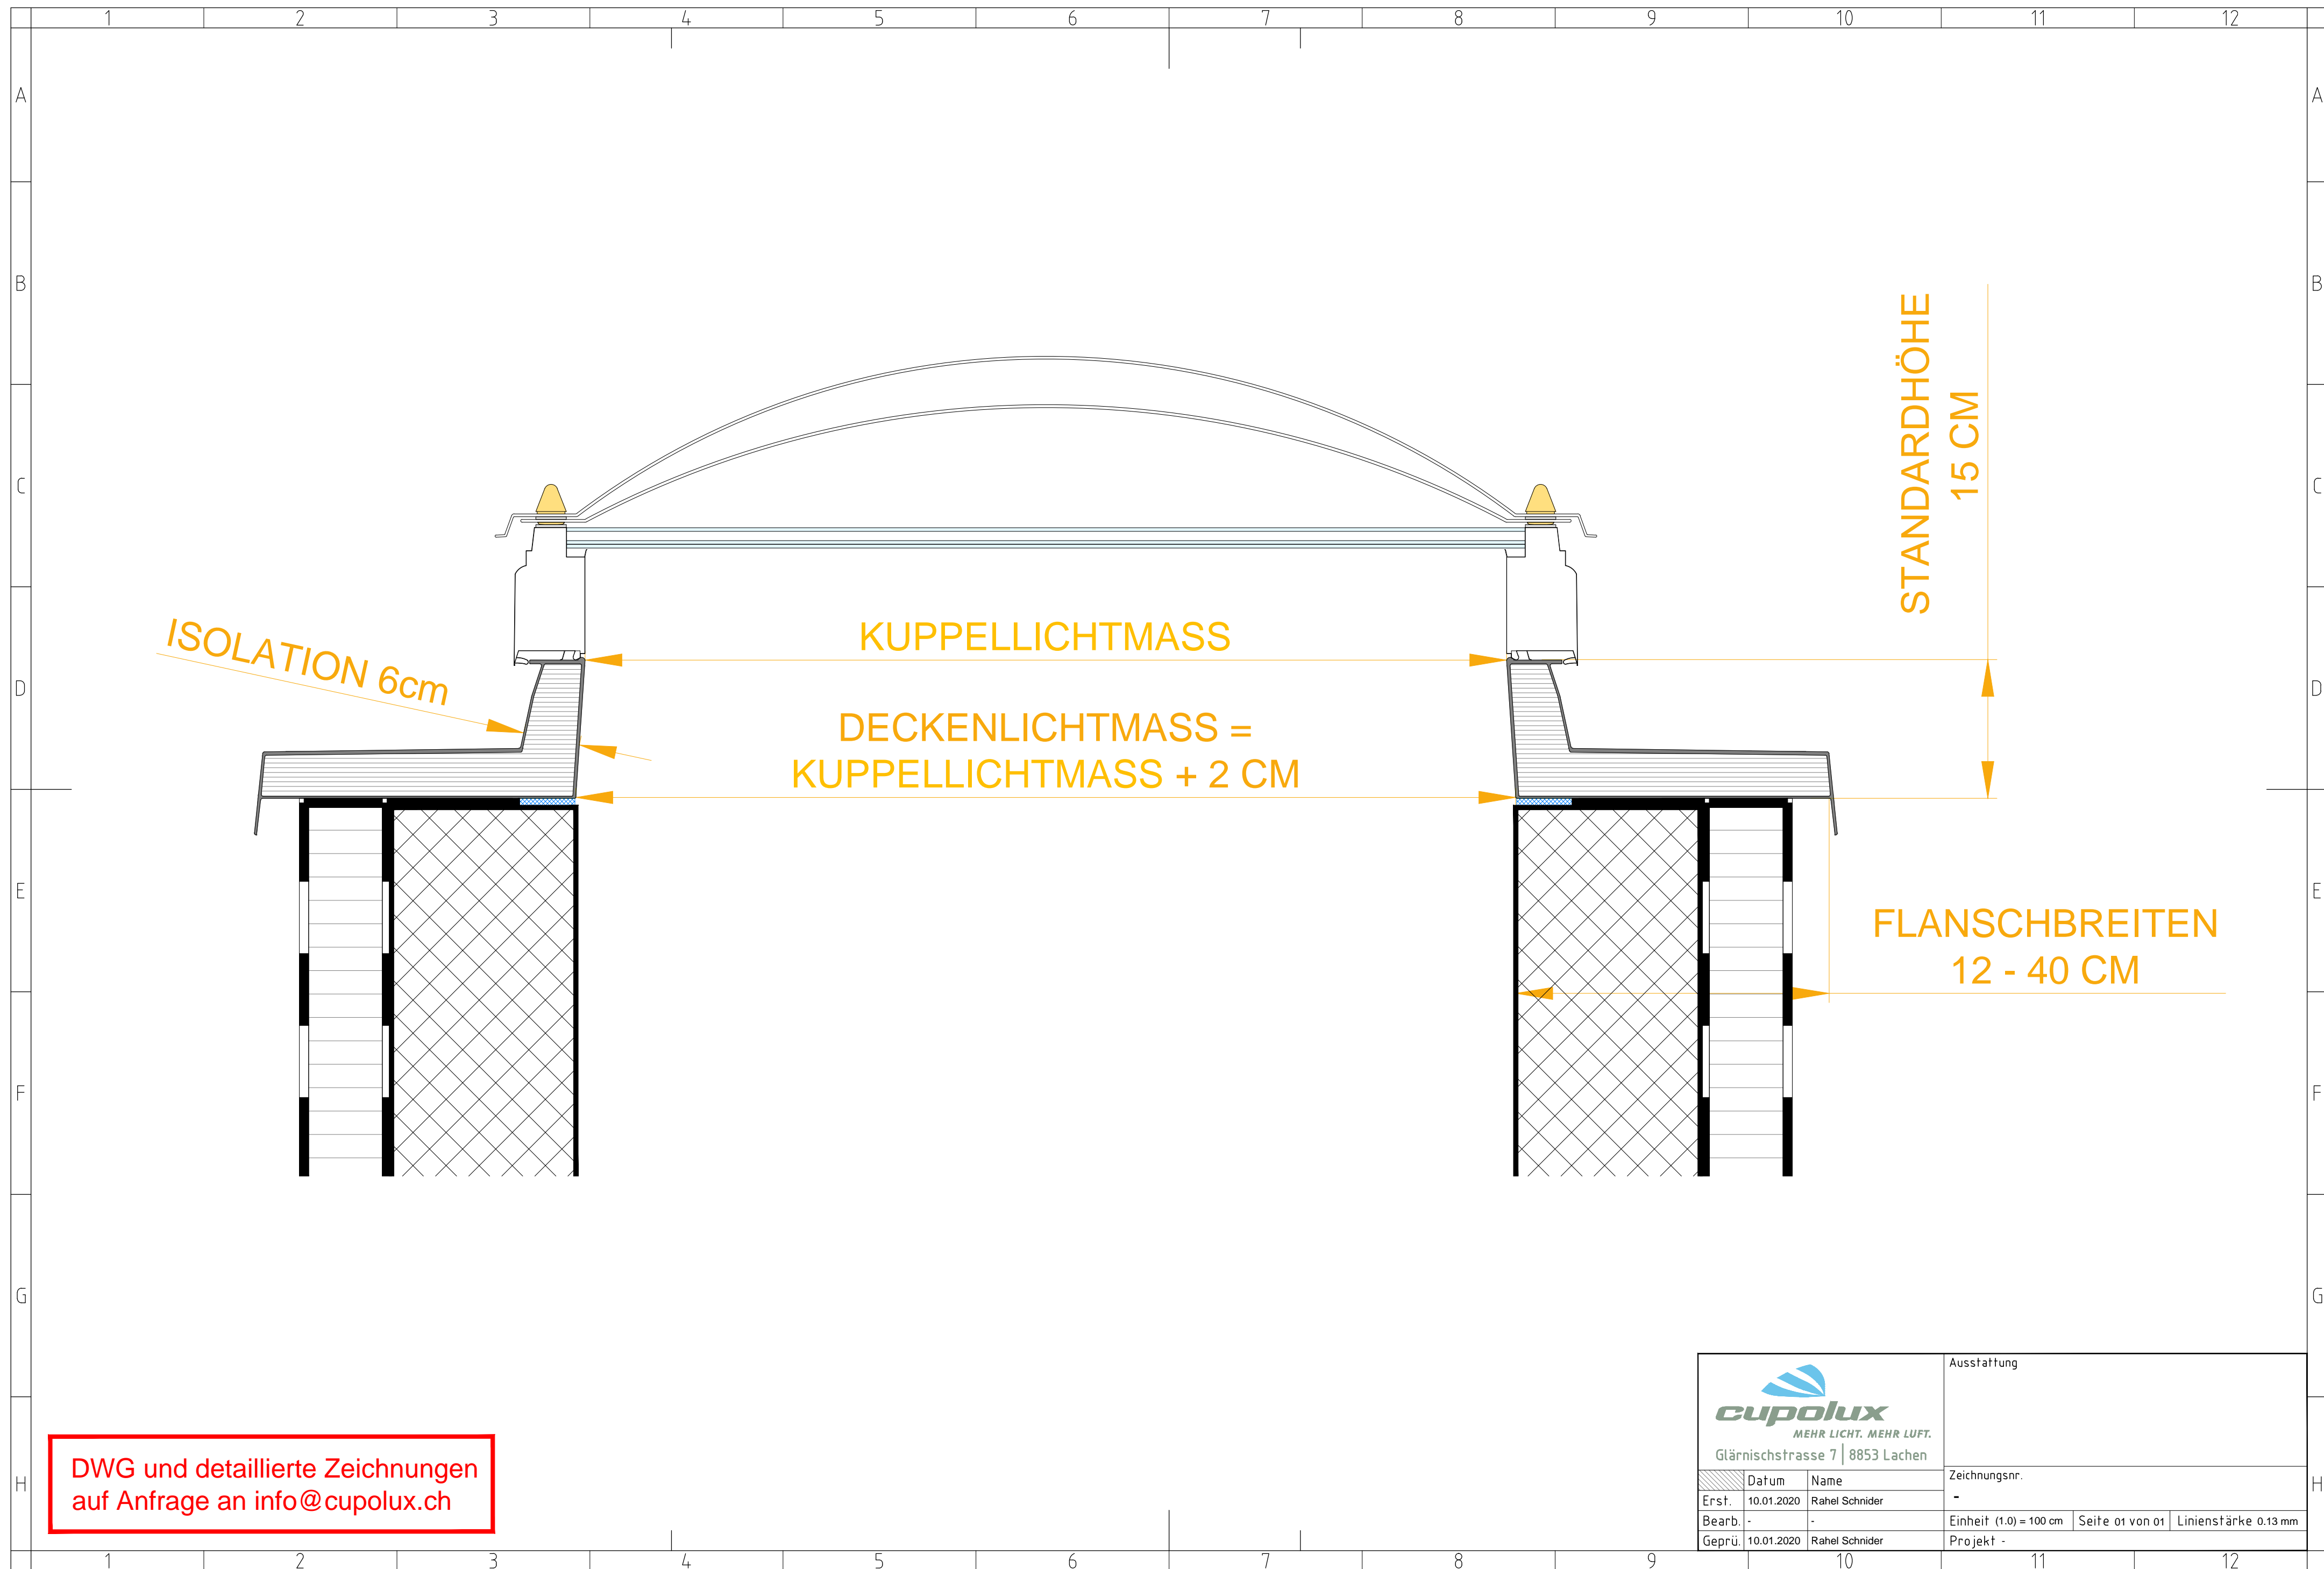 1 2 3 4 5 6 7 8 9 10 11 12
A A
B B
STANDARDHÖHE
15 CM
C C
ISOLATION 6cm
KUPPELLICHTMASS
D D
DECKENLICHTMASS =
KUPPELLICHTMASS + 2 CM
E E
FLANSCHBREITEN
12 - 40 CM
F F
G G
H H
DWG und detaillierte Zeichnungen
auf Anfrage an info@cupolux.ch
cupolux
MEHR LICHT. MEHR LUFT.
Glärnischstrasse 7 | 8853 Lachen
Ausstattung
Datum Name
Erst. 10.01.2020 Rahel Schnider
Bearb. - -
Geprü. 10.01.2020 Rahel Schnider
Zeichnungsnr.
-
Einheit (1.0) = 100 cm Seite 01 von 01 Linienstärke 0.13 mm
Projekt -
1 2 3 4 5 6 7 8 9 10 11 12